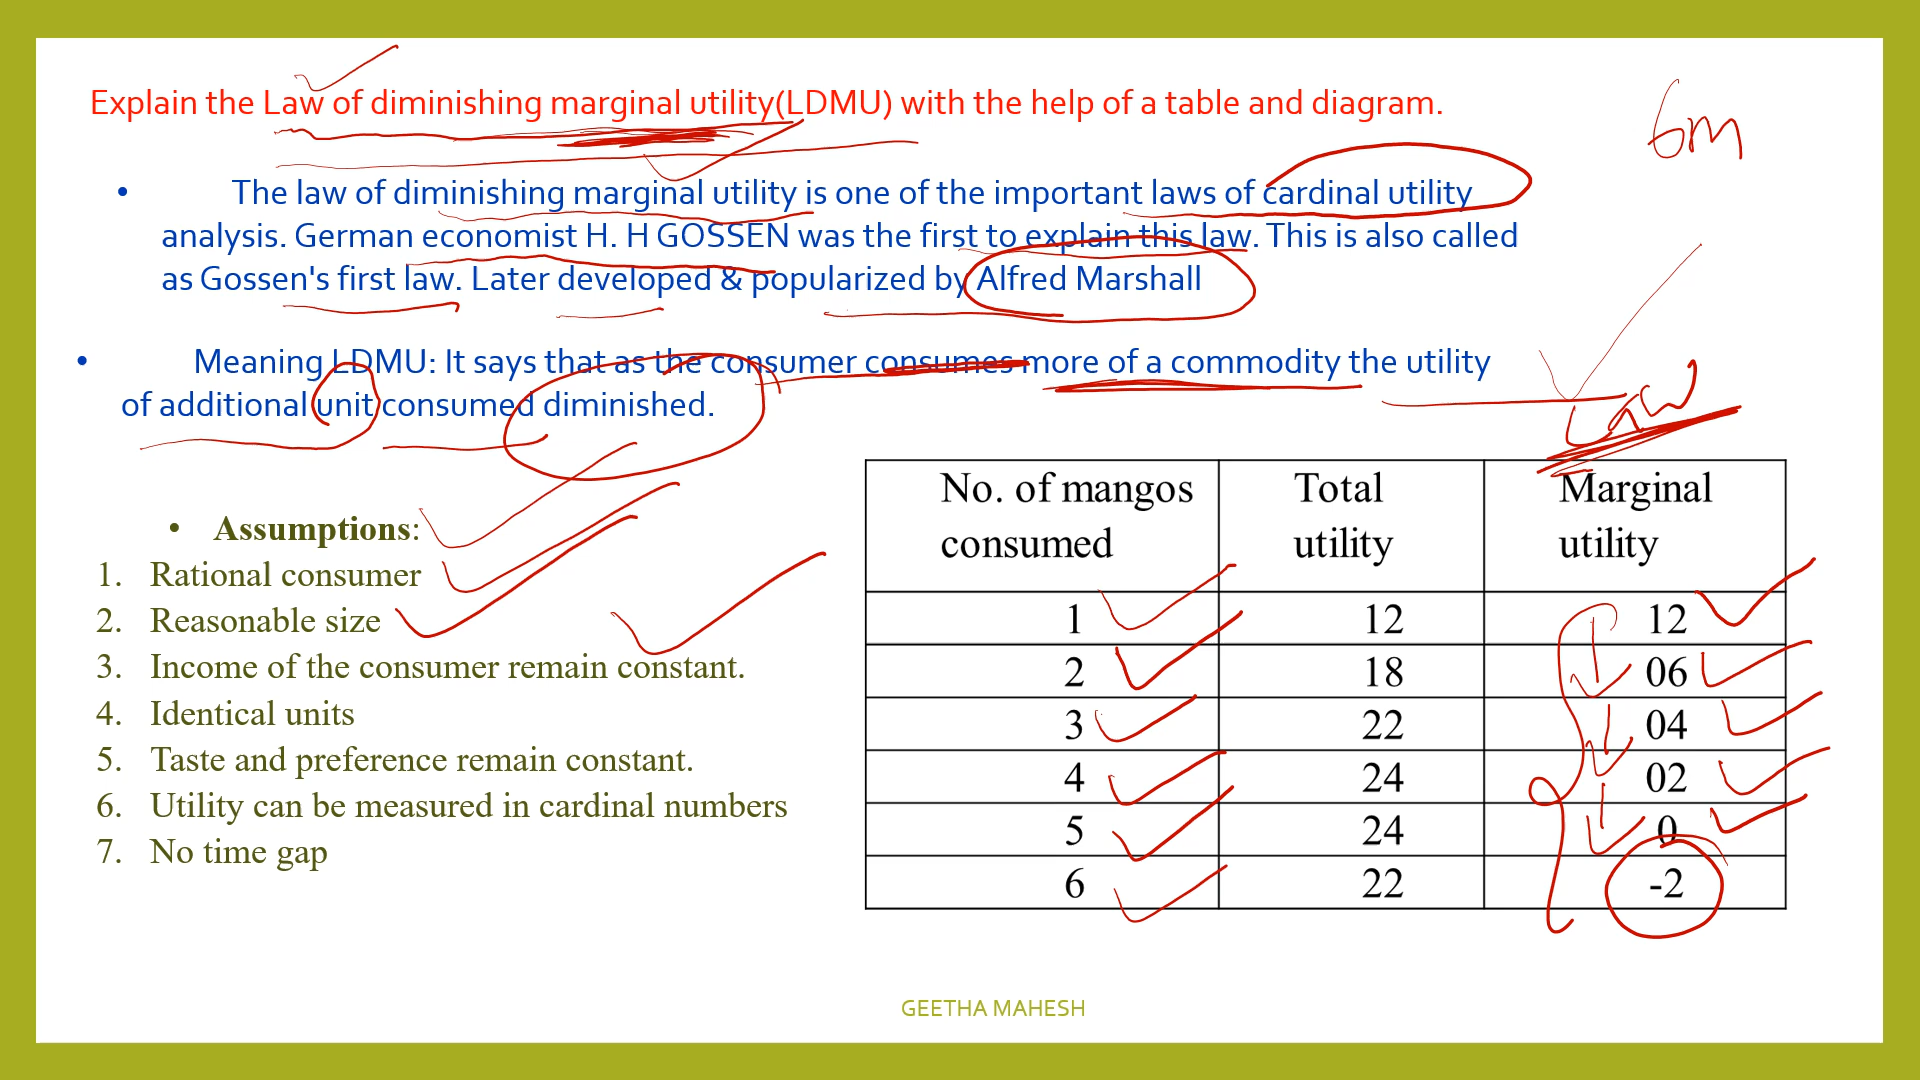 Explain the Law of diminishing marginal utility(LDMU) with the help of a table and diagram.
6m
• The law of diminishing marginal utility is one of the important laws of cardinal utility
analysis. German economist H. H GOSSEN was the first to explain this law. This is also called
as Gossen's first law. Later developed & popularized by Alfred Marshall
• Meaning LDMU: It says that as the consumer consumes more of a commodity the utility
of additional unit consumed diminished.
Law
• Assumptions:
1. Rational consumer
2. Reasonable size
3. Income of the consumer remain constant.
4. Identical units
5. Taste and preference remain constant.
6. Utility can be measured in cardinal numbers
7. No time gap
No. of mangos consumed Total utility Marginal utility
1 12 12
2 18 06
3 22 04
4 24 02
5 24 0
6 22 -2
GEETHA MAHESH